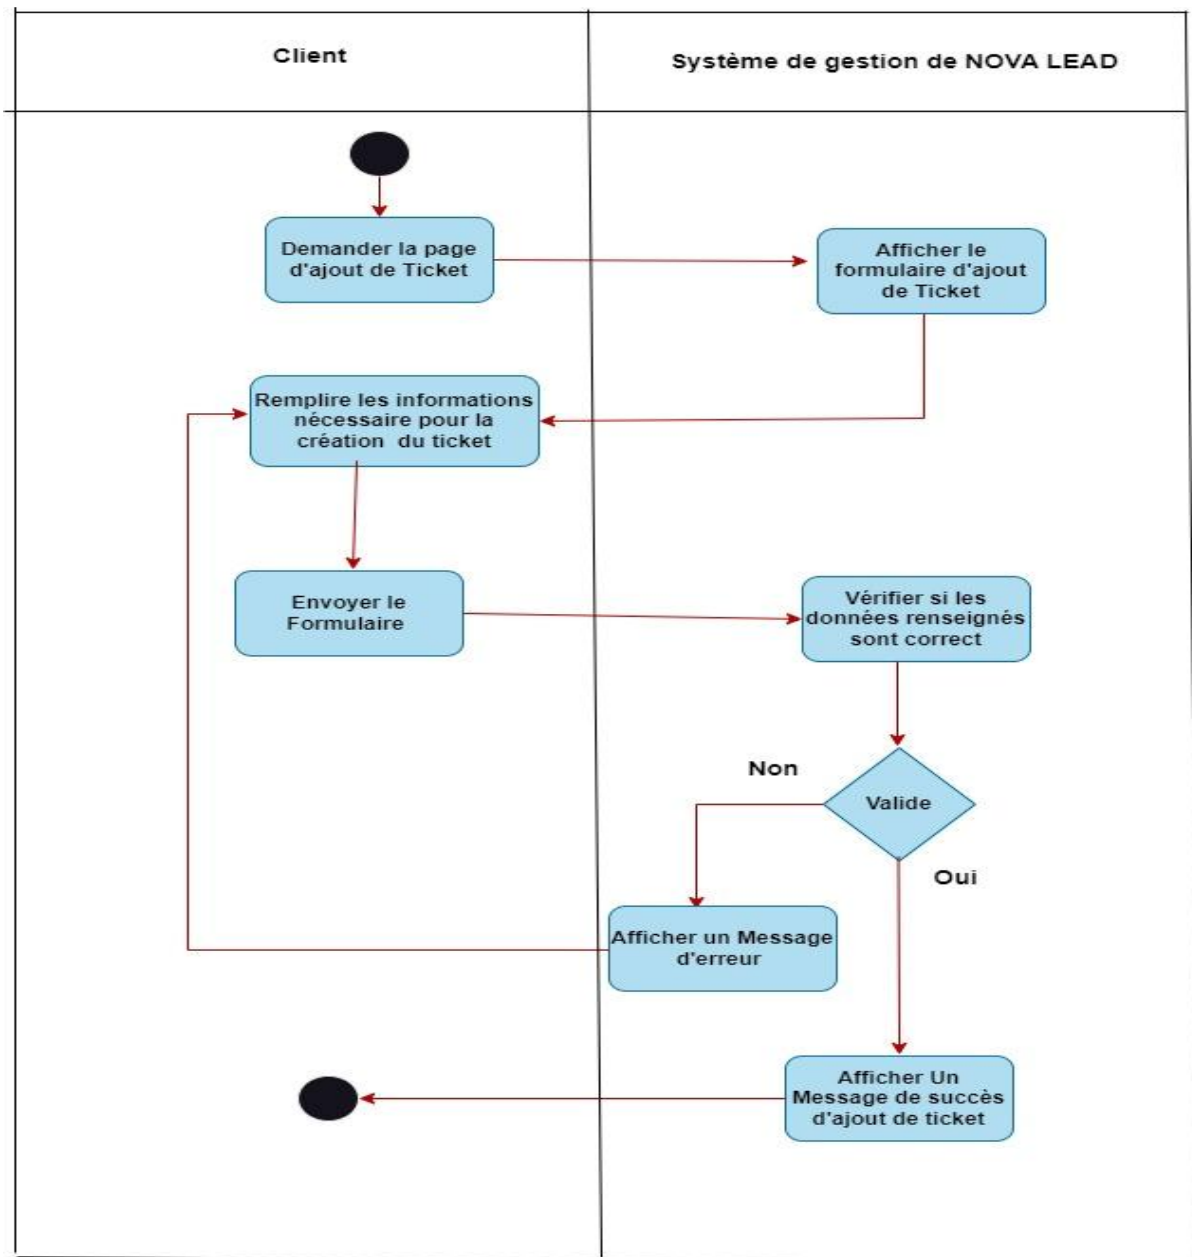 Client
Système de gestion de NOVA LEAD
Demander la page
d'ajout de Ticket
Afficher le
formulaire d'ajout
de Ticket
Remplire les informations
nécessaire pour la
création du ticket
Envoyer le
Formulaire
Vérifier si les
données renseignés
sont correct
Non
Valide
Oui
Afficher un Message
d'erreur
Afficher Un
Message de succès
d'ajout de ticket